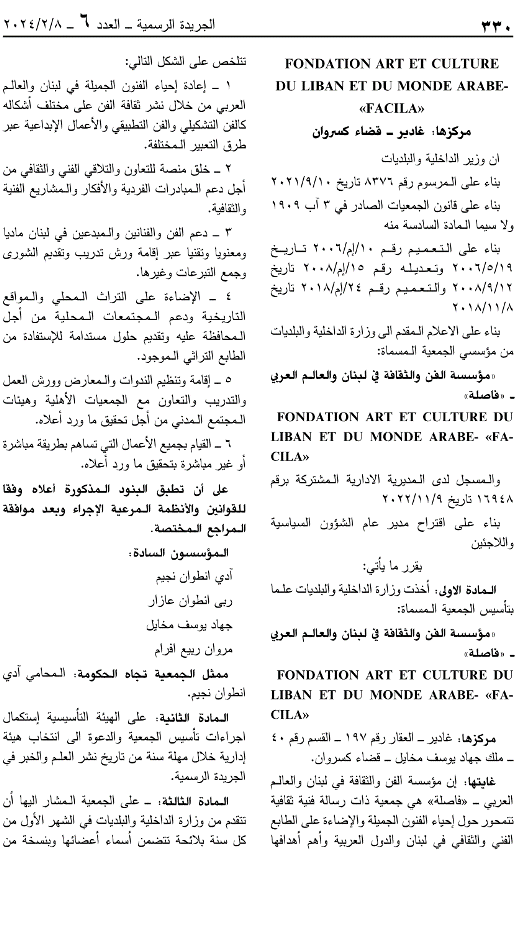 ٣٣٠
الجريدة الرسمية ــ العدد ٦ ــ ٢٠٢٤/٢/٨
FONDATION ART ET CULTURE
DU LIBAN ET DU MONDE ARABE-
«FACILA»
مركزها: غادير ــ قضاء كسروان
ان وزير الداخلية والبلديات
بناء على المرسوم رقم ٨٣٧٦ تاريخ ٢٠٢١/٩/١٠
بناء على قانون الجمعيات الصادر في ٣ آب ١٩٠٩
ولا سيما المادة السادسة منه
بناء على التعميم رقم ١٠/إم/٢٠٠٦ تاريخ
٢٠٠٦/٥/١٩ وتعديله رقم ١٥/إم/٢٠٠٨ تاريخ
٢٠٠٨/٩/١٢ والتعميم رقم ٢٤/إم/٢٠١٨ تاريخ
٢٠١٨/١١/٨
بناء على الاعلام المقدم الى وزارة الداخلية والبلديات
من مؤسسي الجمعية المسماة:
«مؤسسة الفن والثقافة في لبنان والعالم العربي
ــ «فاصلة»
FONDATION ART ET CULTURE DU
LIBAN ET DU MONDE ARABE- «FA-
CILA»
والمسجل لدى المديرية الادارية المشتركة برقم
١٦٩٤٨ تاريخ ٢٠٢٢/١١/٩
بناء على اقتراح مدير عام الشؤون السياسية
واللاجئين
يقرر ما يأتي:
المادة الاولى: أخذت وزارة الداخلية والبلديات علما
بتأسيس الجمعية المسماة:
«مؤسسة الفن والثقافة في لبنان والعالم العربي
ــ «فاصلة»
FONDATION ART ET CULTURE DU
LIBAN ET DU MONDE ARABE- «FA-
CILA»
مركزها: غادير ــ العقار رقم ١٩٧ ــ القسم رقم ٤٠
ــ ملك جهاد يوسف مخايل ــ قضاء كسروان.
غايتها: إن مؤسسة الفن والثقافة في لبنان والعالم
العربي ــ «فاصلة» هي جمعية ذات رسالة فنية ثقافية
تتمحور حول إحياء الفنون الجميلة والإضاءة على الطابع
الفني والثقافي في لبنان والدول العربية وأهم أهدافها
تتلخص على الشكل التالي:
١ ــ إعادة إحياء الفنون الجميلة في لبنان والعالم
العربي من خلال نشر ثقافة الفن على مختلف أشكاله
كالفن التشكيلي والفن التطبيقي والأعمال الإبداعية عبر
طرق التعبير المختلفة.
٢ ــ خلق منصة للتعاون والتلاقي الفني والثقافي من
أجل دعم المبادرات الفردية والأفكار والمشاريع الفنية
والثقافية.
٣ ــ دعم الفن والفنانين والمبدعين في لبنان ماديا
ومعنويا وتقنيا عبر إقامة ورش تدريب وتقديم الشورى
وجمع التبرعات وغيرها.
٤ ــ الإضاءة على التراث المحلي والمواقع
التاريخية ودعم المجتمعات المحلية من أجل
المحافظة عليه وتقديم حلول مستدامة للإستفادة من
الطابع التراثي الموجود.
٥ ــ إقامة وتنظيم الندوات والمعارض وورش العمل
والتدريب والتعاون مع الجمعيات الأهلية وهيئات
المجتمع المدني من أجل تحقيق ما ورد أعلاه.
٦ ــ القيام بجميع الأعمال التي تساهم بطريقة مباشرة
أو غير مباشرة بتحقيق ما ورد أعلاه.
على أن تطبق البنود المذكورة أعلاه وفقا
للقوانين والأنظمة المرعية الإجراء وبعد موافقة
المراجع المختصة.
المؤسسون السادة:
آدي انطوان نجيم
ربى انطوان عازار
جهاد يوسف مخايل
مروان ربيع افرام
ممثل الجمعية تجاه الحكومة: المحامي آدي
انطوان نجيم.
المادة الثانية: على الهيئة التأسيسية إستكمال
اجراءات تأسيس الجمعية والدعوة الى انتخاب هيئة
إدارية خلال مهلة سنة من تاريخ نشر العلم والخبر في
الجريدة الرسمية.
المادة الثالثة: ــ على الجمعية المشار اليها أن
تتقدم من وزارة الداخلية والبلديات في الشهر الأول من
كل سنة بلائحة تتضمن أسماء أعضائها وبنسخة من